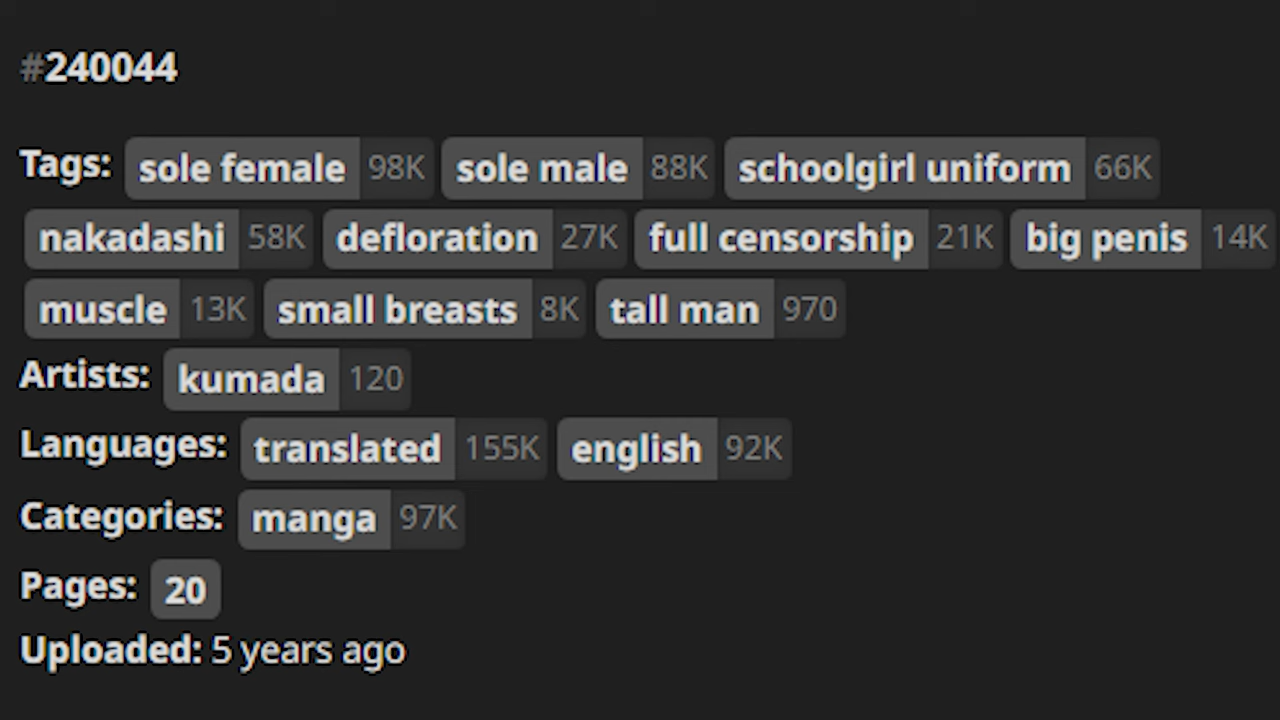 #240044
Tags: sole female 98K sole male 88K schoolgirl uniform 66K
nakadashi 58K defloration 27K full censorship 21K big penis 14K
muscle 13K small breasts 8K tall man 970
Artists: kumada 120
Languages: translated 155K english 92K
Categories: manga 97K
Pages: 20
Uploaded: 5 years ago